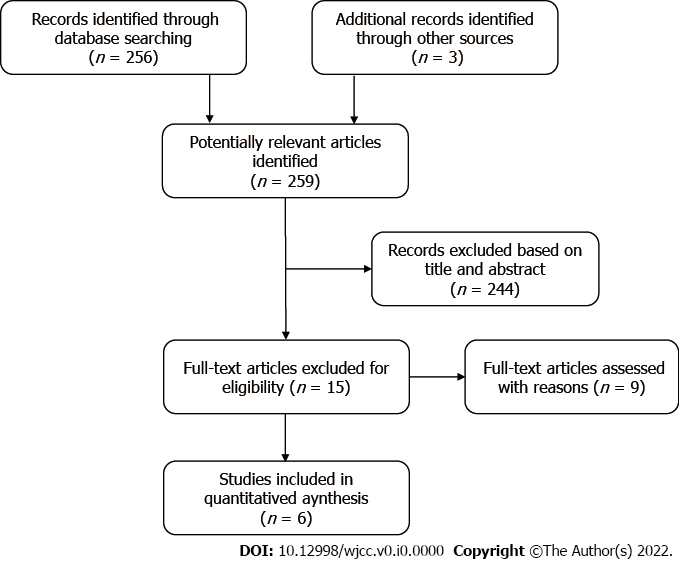 Records identified through
database searching
(n = 256)
Additional records identified
through other sources
(n = 3)
Potentially relevant articles
identified
(n = 259)
Records excluded based on
title and abstract
(n = 244)
Full-text articles excluded for
eligibility (n = 15)
Full-text articles assessed
with reasons (n = 9)
Studies included in
quantitatived aynthesis
(n = 6)
DOI: 10.12998/wjcc.v0.i0.0000 Copyright ©The Author(s) 2022.